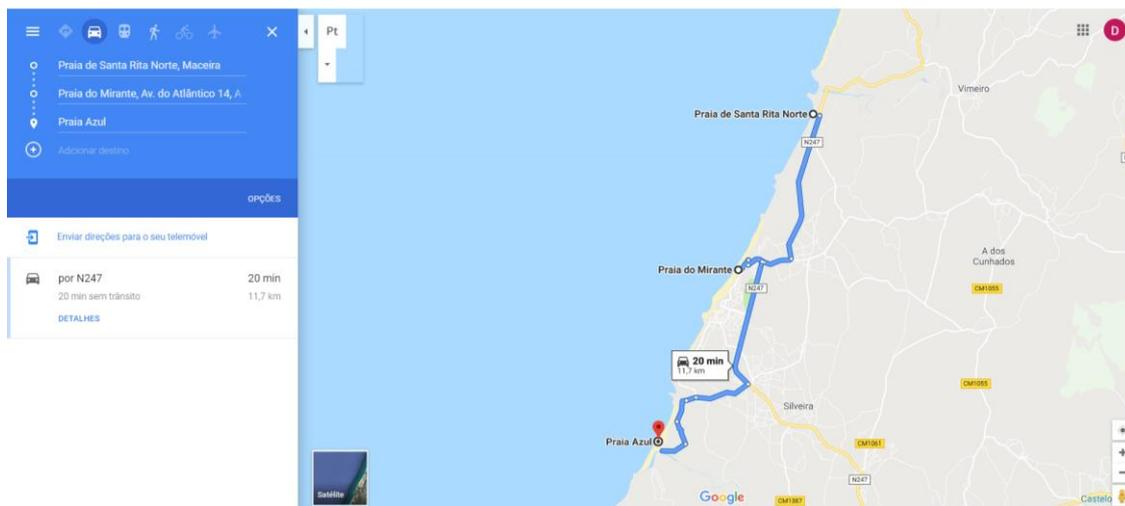 Praia de Santa Rita Norte, Maceira
Praia do Mirante, Av. do Atlântico 14, A
Praia Azul
Adicionar destino
OPÇÕES
Enviar direções para o seu telemóvel
por N247
20 min
20 min sem trânsito
11,7 km
DETALHES
Pt
D
Vimeiro
Praia de Santa Rita Norte
N247
A dos
Cunhados
Praia do Mirante
N247
CM1055
20 min
11,7 km
CM1055
Silveira
Praia Azul
CM1061
N247
Satélite
Google
CM1067
Castelo